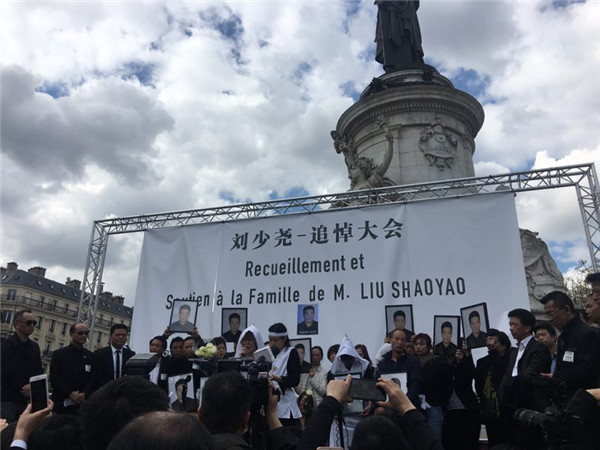 刘少尧-追悼大会
Recueillement et
Soutien à la Famille de M. LIU SHAOYAO